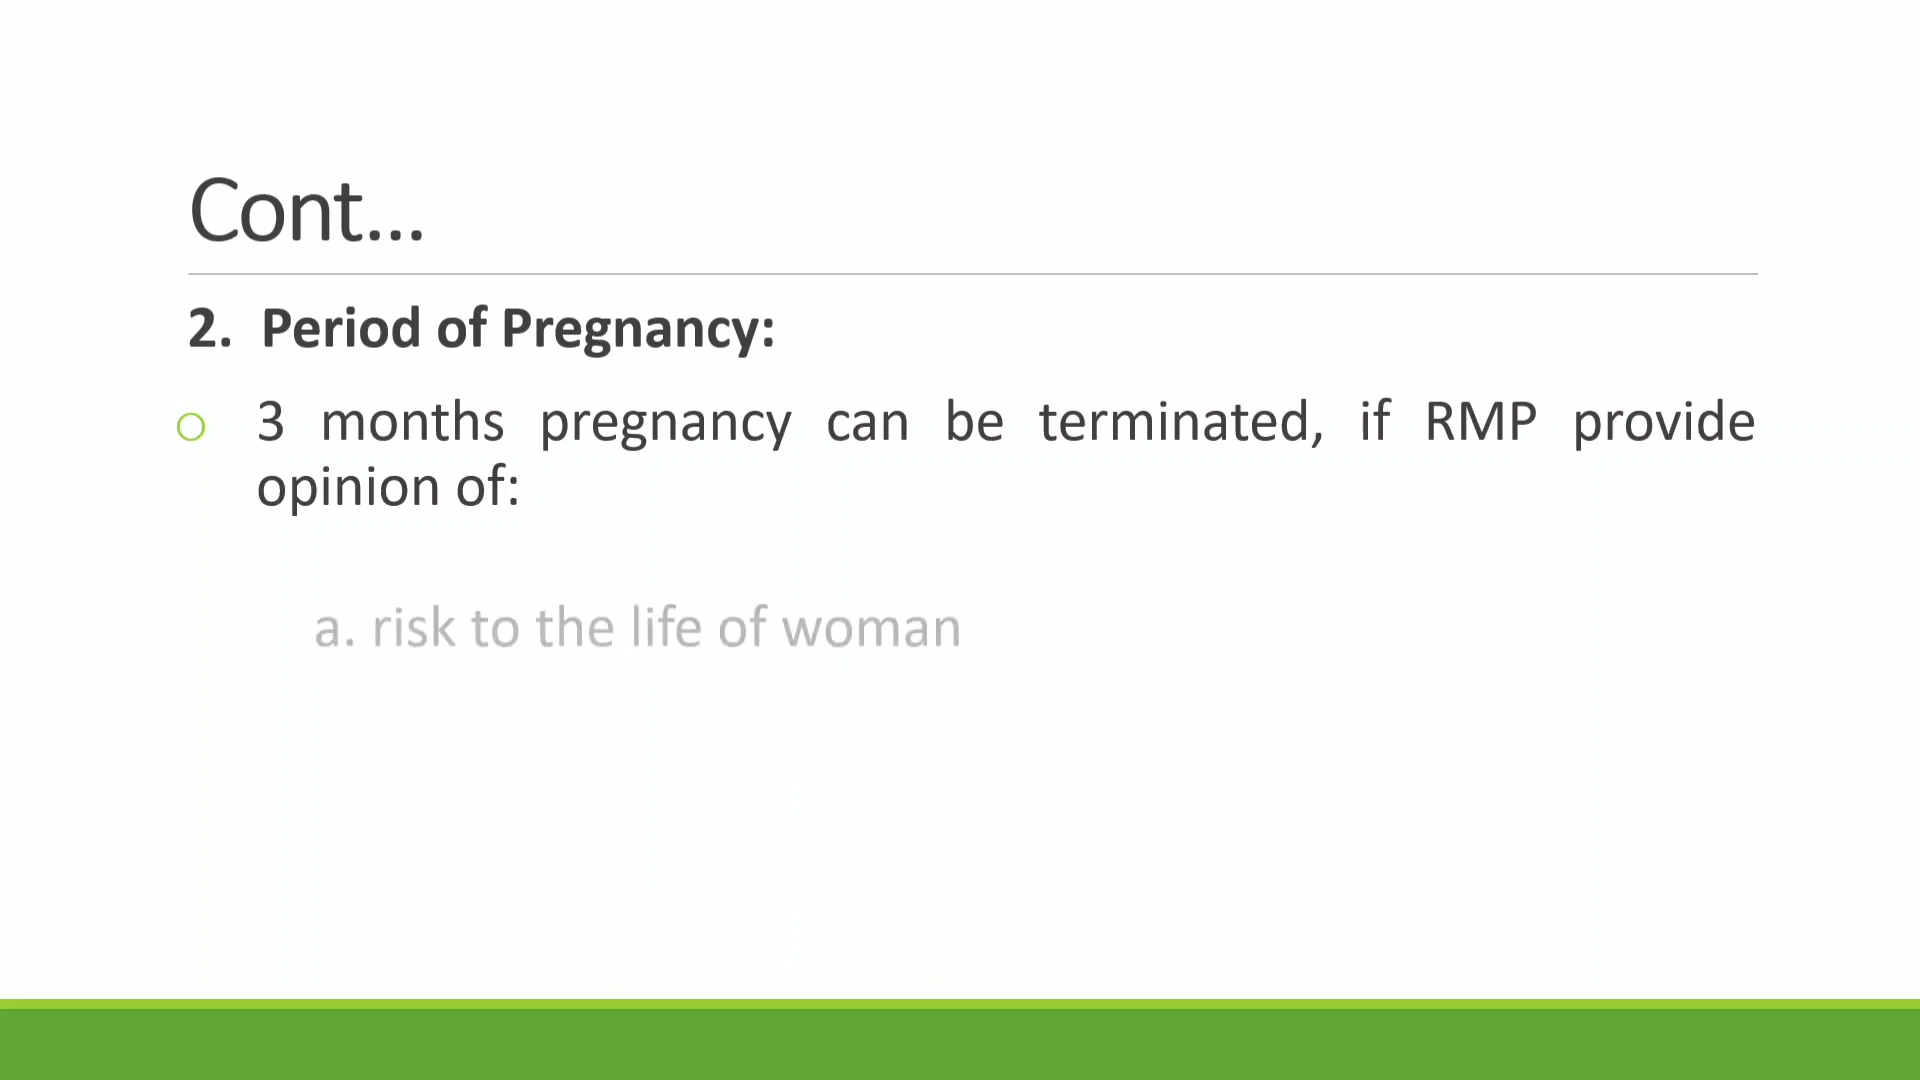 Cont...
2. Period of Pregnancy:
3 months pregnancy can be terminated, if RMP provide
opinion of:
a. risk to the life of woman